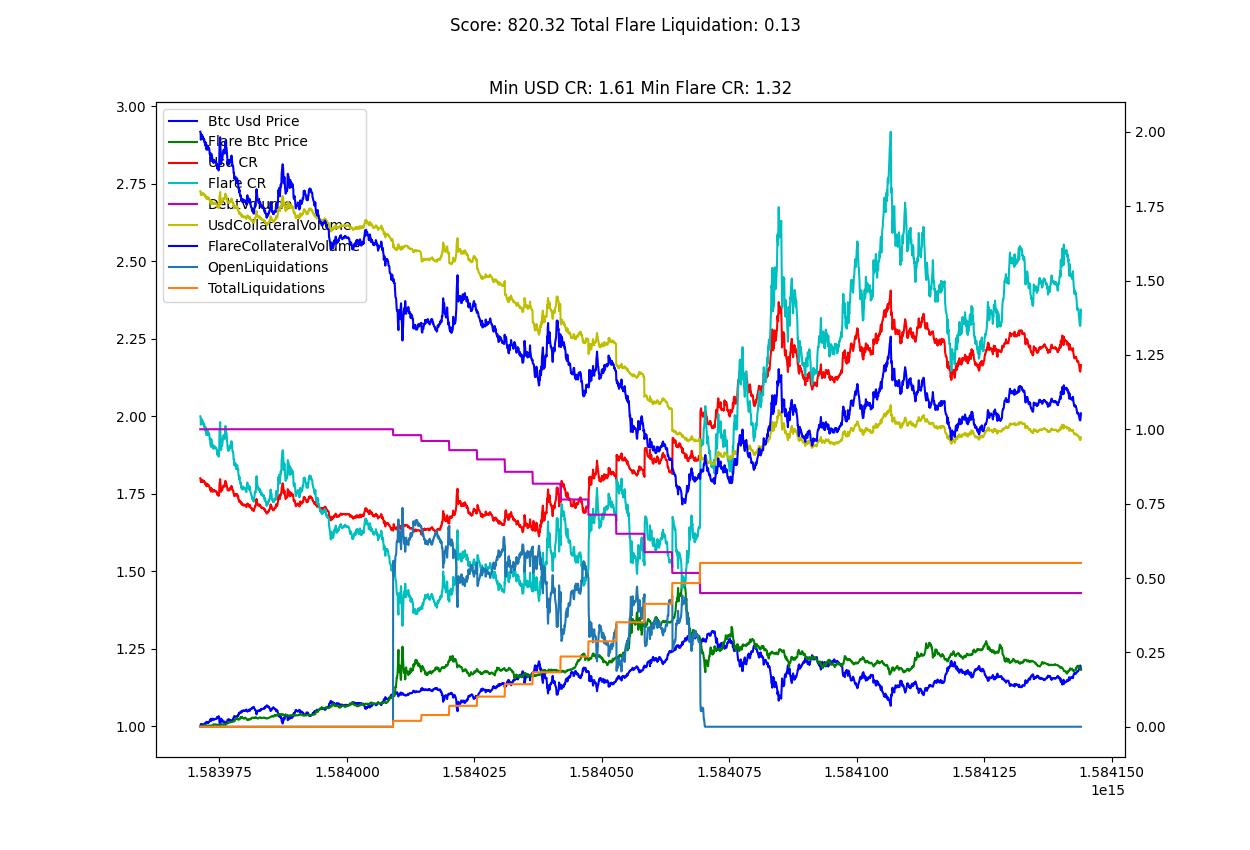 Score: 820.32 Total Flare Liquidation: 0.13
Min USD CR: 1.61 Min Flare CR: 1.32
3.00
2.75
2.50
2.25
2.00
1.75
1.50
1.25
1.00
Btc Usd Price
Flare Btc Price
Usd CR
Flare CR
DebtVolume
UsdCollateralVolume
FlareCollateralVolume
OpenLiquidations
TotalLiquidations
2.00
1.75
1.50
1.25
1.00
0.75
0.50
0.25
0.00
1.583975 1.584000 1.584025 1.584050 1.584075 1.584100 1.584125 1.584150
1e15